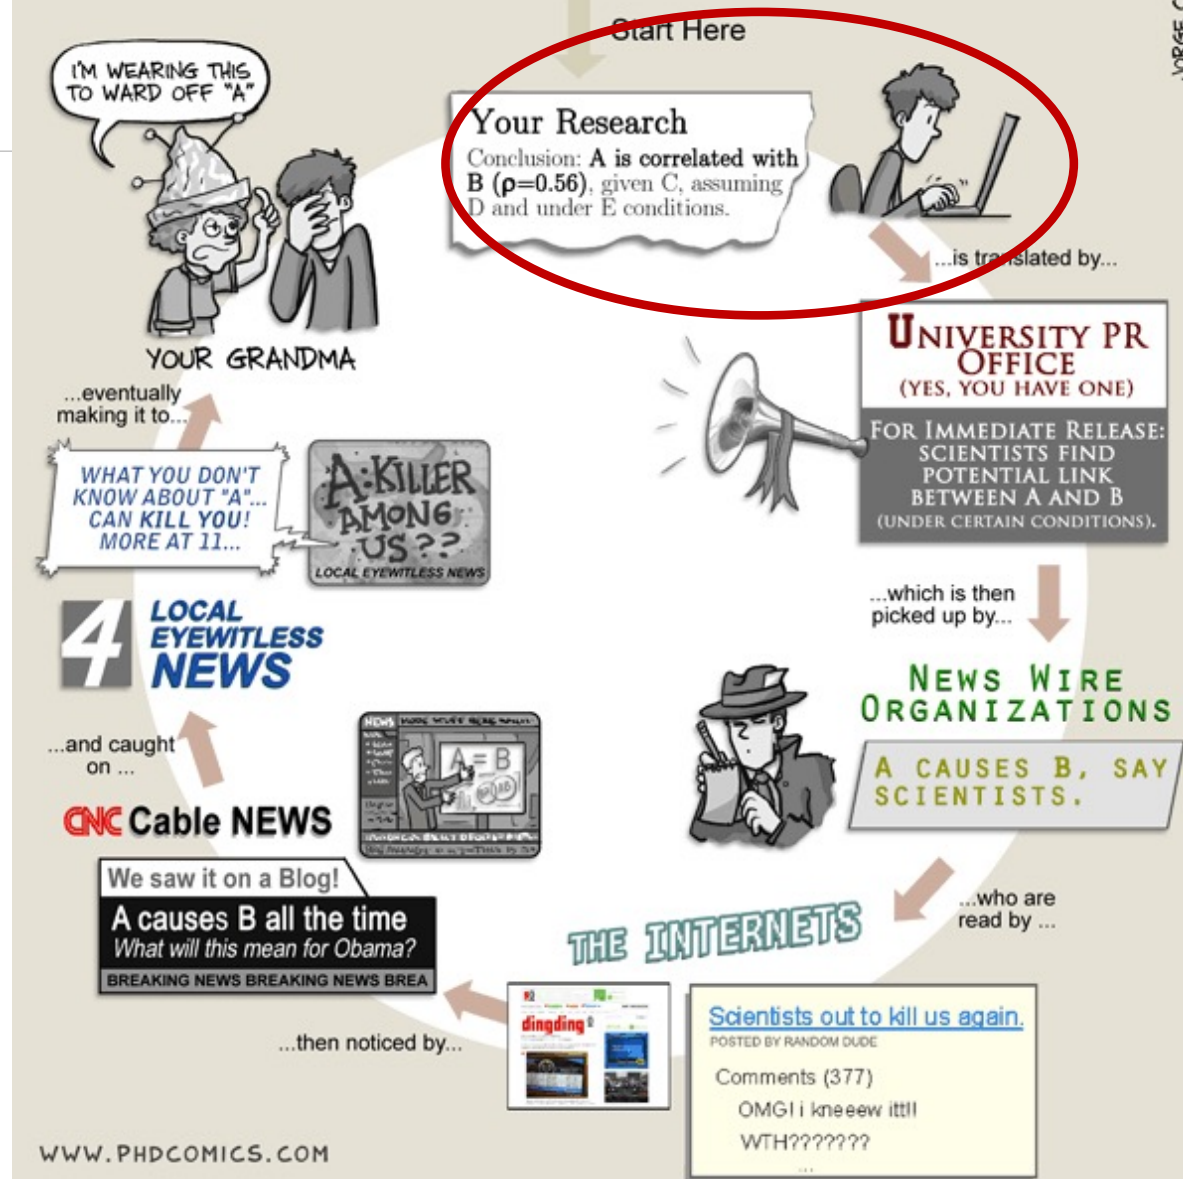 Start Here
Your Research
Conclusion: A is correlated with
B (ρ=0.56), given C, assuming
D and under E conditions.
...is translated by...
UNIVERSITY PR
OFFICE
(YES, YOU HAVE ONE)
FOR IMMEDIATE RELEASE:
SCIENTISTS FIND
POTENTIAL LINK
BETWEEN A AND B
(UNDER CERTAIN CONDITIONS).
...which is then
picked up by...
NEWS WIRE
ORGANIZATIONS
A CAUSES B, SAY
SCIENTISTS.
...who are
read by ...
THE INTERNETS
Scientists out to kill us again.
POSTED BY RANDOM DUDE
Comments (377)
OMG! i kneeew itt!!
WTH???????
...
dingding
...then noticed by...
We saw it on a Blog!
A causes B all the time
What will this mean for Obama?
BREAKING NEWS BREAKING NEWS BREA
CNC Cable NEWS
NEWS
A = B
...and caught
on ...
4 LOCAL
EYEWITLESS
NEWS
WHAT YOU DON'T
KNOW ABOUT "A"...
CAN KILL YOU!
MORE AT 11...
A:KILLER
AMONG
US??
LOCAL EYEWITLESS NEWS
...eventually
making it to...
YOUR GRANDMA
I'M WEARING THIS
TO WARD OFF "A"
WWW.PHDCOMICS.COM